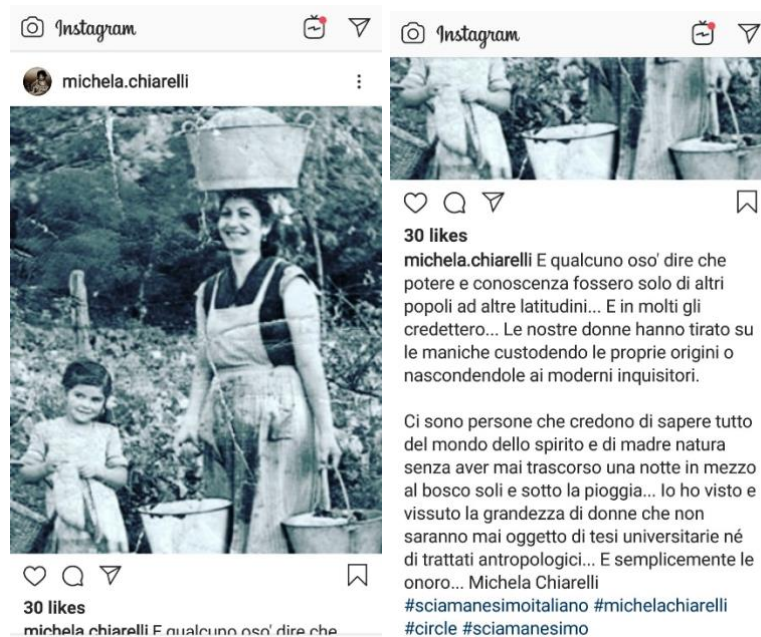 Instagram
michela.chiarelli
30 likes
michela.chiarelli E qualcuno oso' dire che
Instagram
30 likes
michela.chiarelli E qualcuno oso' dire che
potere e conoscenza fossero solo di altri
popoli ad altre latitudini... E in molti gli
credettero... Le nostre donne hanno tirato su
le maniche custodendo le proprie origini o
nascondendole ai moderni inquisitori.
Ci sono persone che credono di sapere tutto
del mondo dello spirito e di madre natura
senza aver mai trascorso una notte in mezzo
al bosco soli e sotto la pioggia... Io ho visto e
vissuto la grandezza di donne che non
saranno mai oggetto di tesi universitarie né
di trattati antropologici... E semplicemente le
onoro... Michela Chiarelli
#sciamanesimoitaliano #michelachiarelli
#circle #sciamanesimo